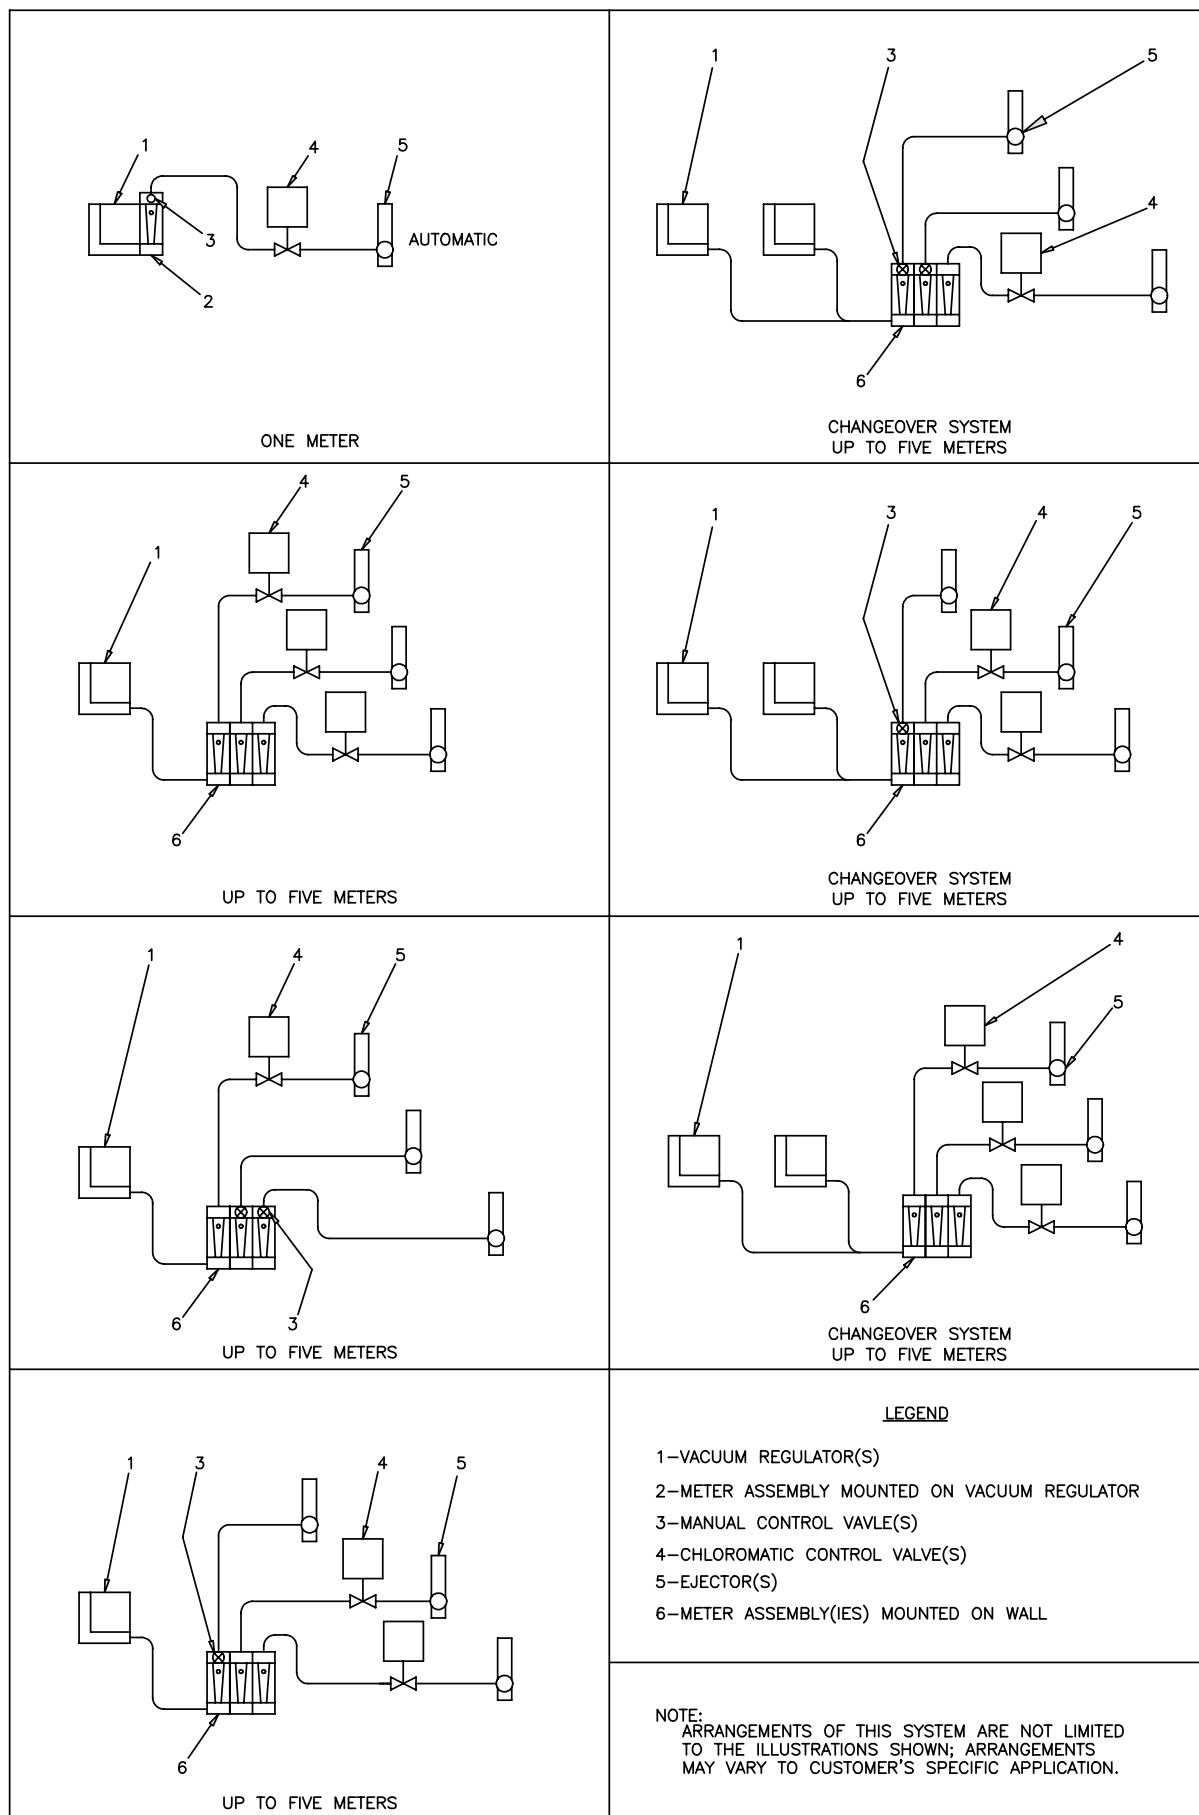 1
4
5
3
AUTOMATIC
2
ONE METER
1
3
5
4
6
CHANGEOVER SYSTEM
UP TO FIVE METERS
4
5
1
6
UP TO FIVE METERS
1
3
4
5
6
CHANGEOVER SYSTEM
UP TO FIVE METERS
1
4
5
6
3
UP TO FIVE METERS
1
4
5
6
CHANGEOVER SYSTEM
UP TO FIVE METERS
1
3
4
5
6
UP TO FIVE METERS
LEGEND
1-VACUUM REGULATOR(S)
2-METER ASSEMBLY MOUNTED ON VACUUM REGULATOR
3-MANUAL CONTROL VAVLE(S)
4-CHLOROMATIC CONTROL VALVE(S)
5-EJECTOR(S)
6-METER ASSEMBLY(IES) MOUNTED ON WALL
NOTE:
ARRANGEMENTS OF THIS SYSTEM ARE NOT LIMITED
TO THE ILLUSTRATIONS SHOWN; ARRANGEMENTS
MAY VARY TO CUSTOMER'S SPECIFIC APPLICATION.